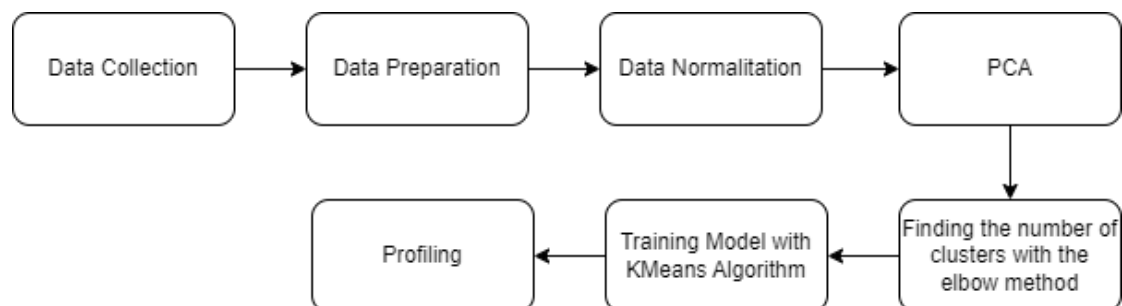 Data Collection
Data Preparation
Data Normalitation
PCA
Finding the number of
clusters with the
elbow method
Training Model with
KMeans Algorithm
Profiling